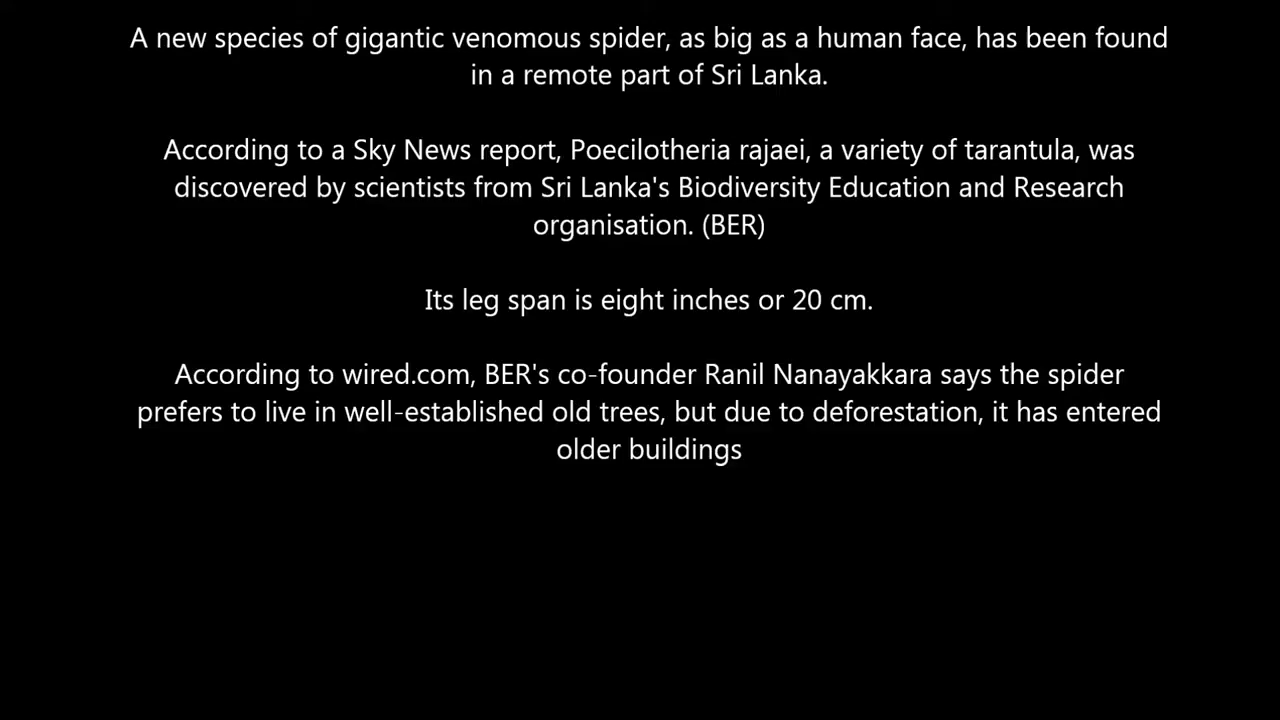 A new species of gigantic venomous spider, as big as a human face, has been found
in a remote part of Sri Lanka.
According to a Sky News report, Poecilotheria rajaei, a variety of tarantula, was
discovered by scientists from Sri Lanka's Biodiversity Education and Research
organisation. (BER)
Its leg span is eight inches or 20 cm.
According to wired.com, BER's co-founder Ranil Nanayakkara says the spider
prefers to live in well-established old trees, but due to deforestation, it has entered
older buildings